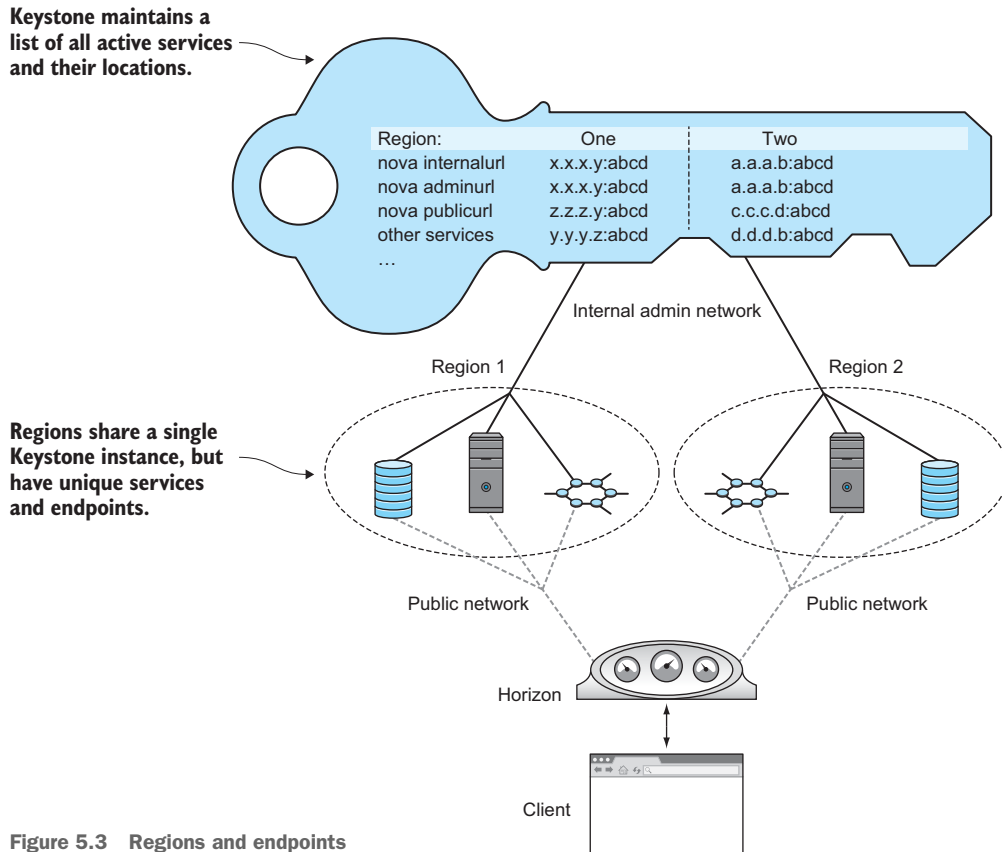 Keystone maintains a
list of all active services
and their locations.
Region: One Two
nova internalurl x.x.x.y:abcd a.a.a.b:abcd
nova adminurl x.x.x.y:abcd a.a.a.b:abcd
nova publicurl z.z.z.y:abcd c.c.c.d:abcd
other services y.y.y.z:abcd d.d.d.b:abcd
…
Internal admin network
Region 1
Region 2
Regions share a single
Keystone instance, but
have unique services
and endpoints.
Public network
Public network
Horizon
Client
Figure 5.3 Regions and endpoints